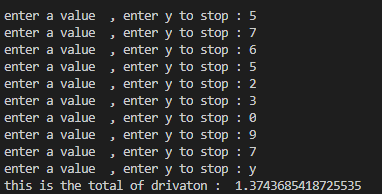 enter a value  , enter y to stop : 5
enter a value  , enter y to stop : 7
enter a value  , enter y to stop : 6
enter a value  , enter y to stop : 5
enter a value  , enter y to stop : 2
enter a value  , enter y to stop : 3
enter a value  , enter y to stop : 0
enter a value  , enter y to stop : 9
enter a value  , enter y to stop : 7
enter a value  , enter y to stop : y
this is the total of drivaton :  1.3743685418725535